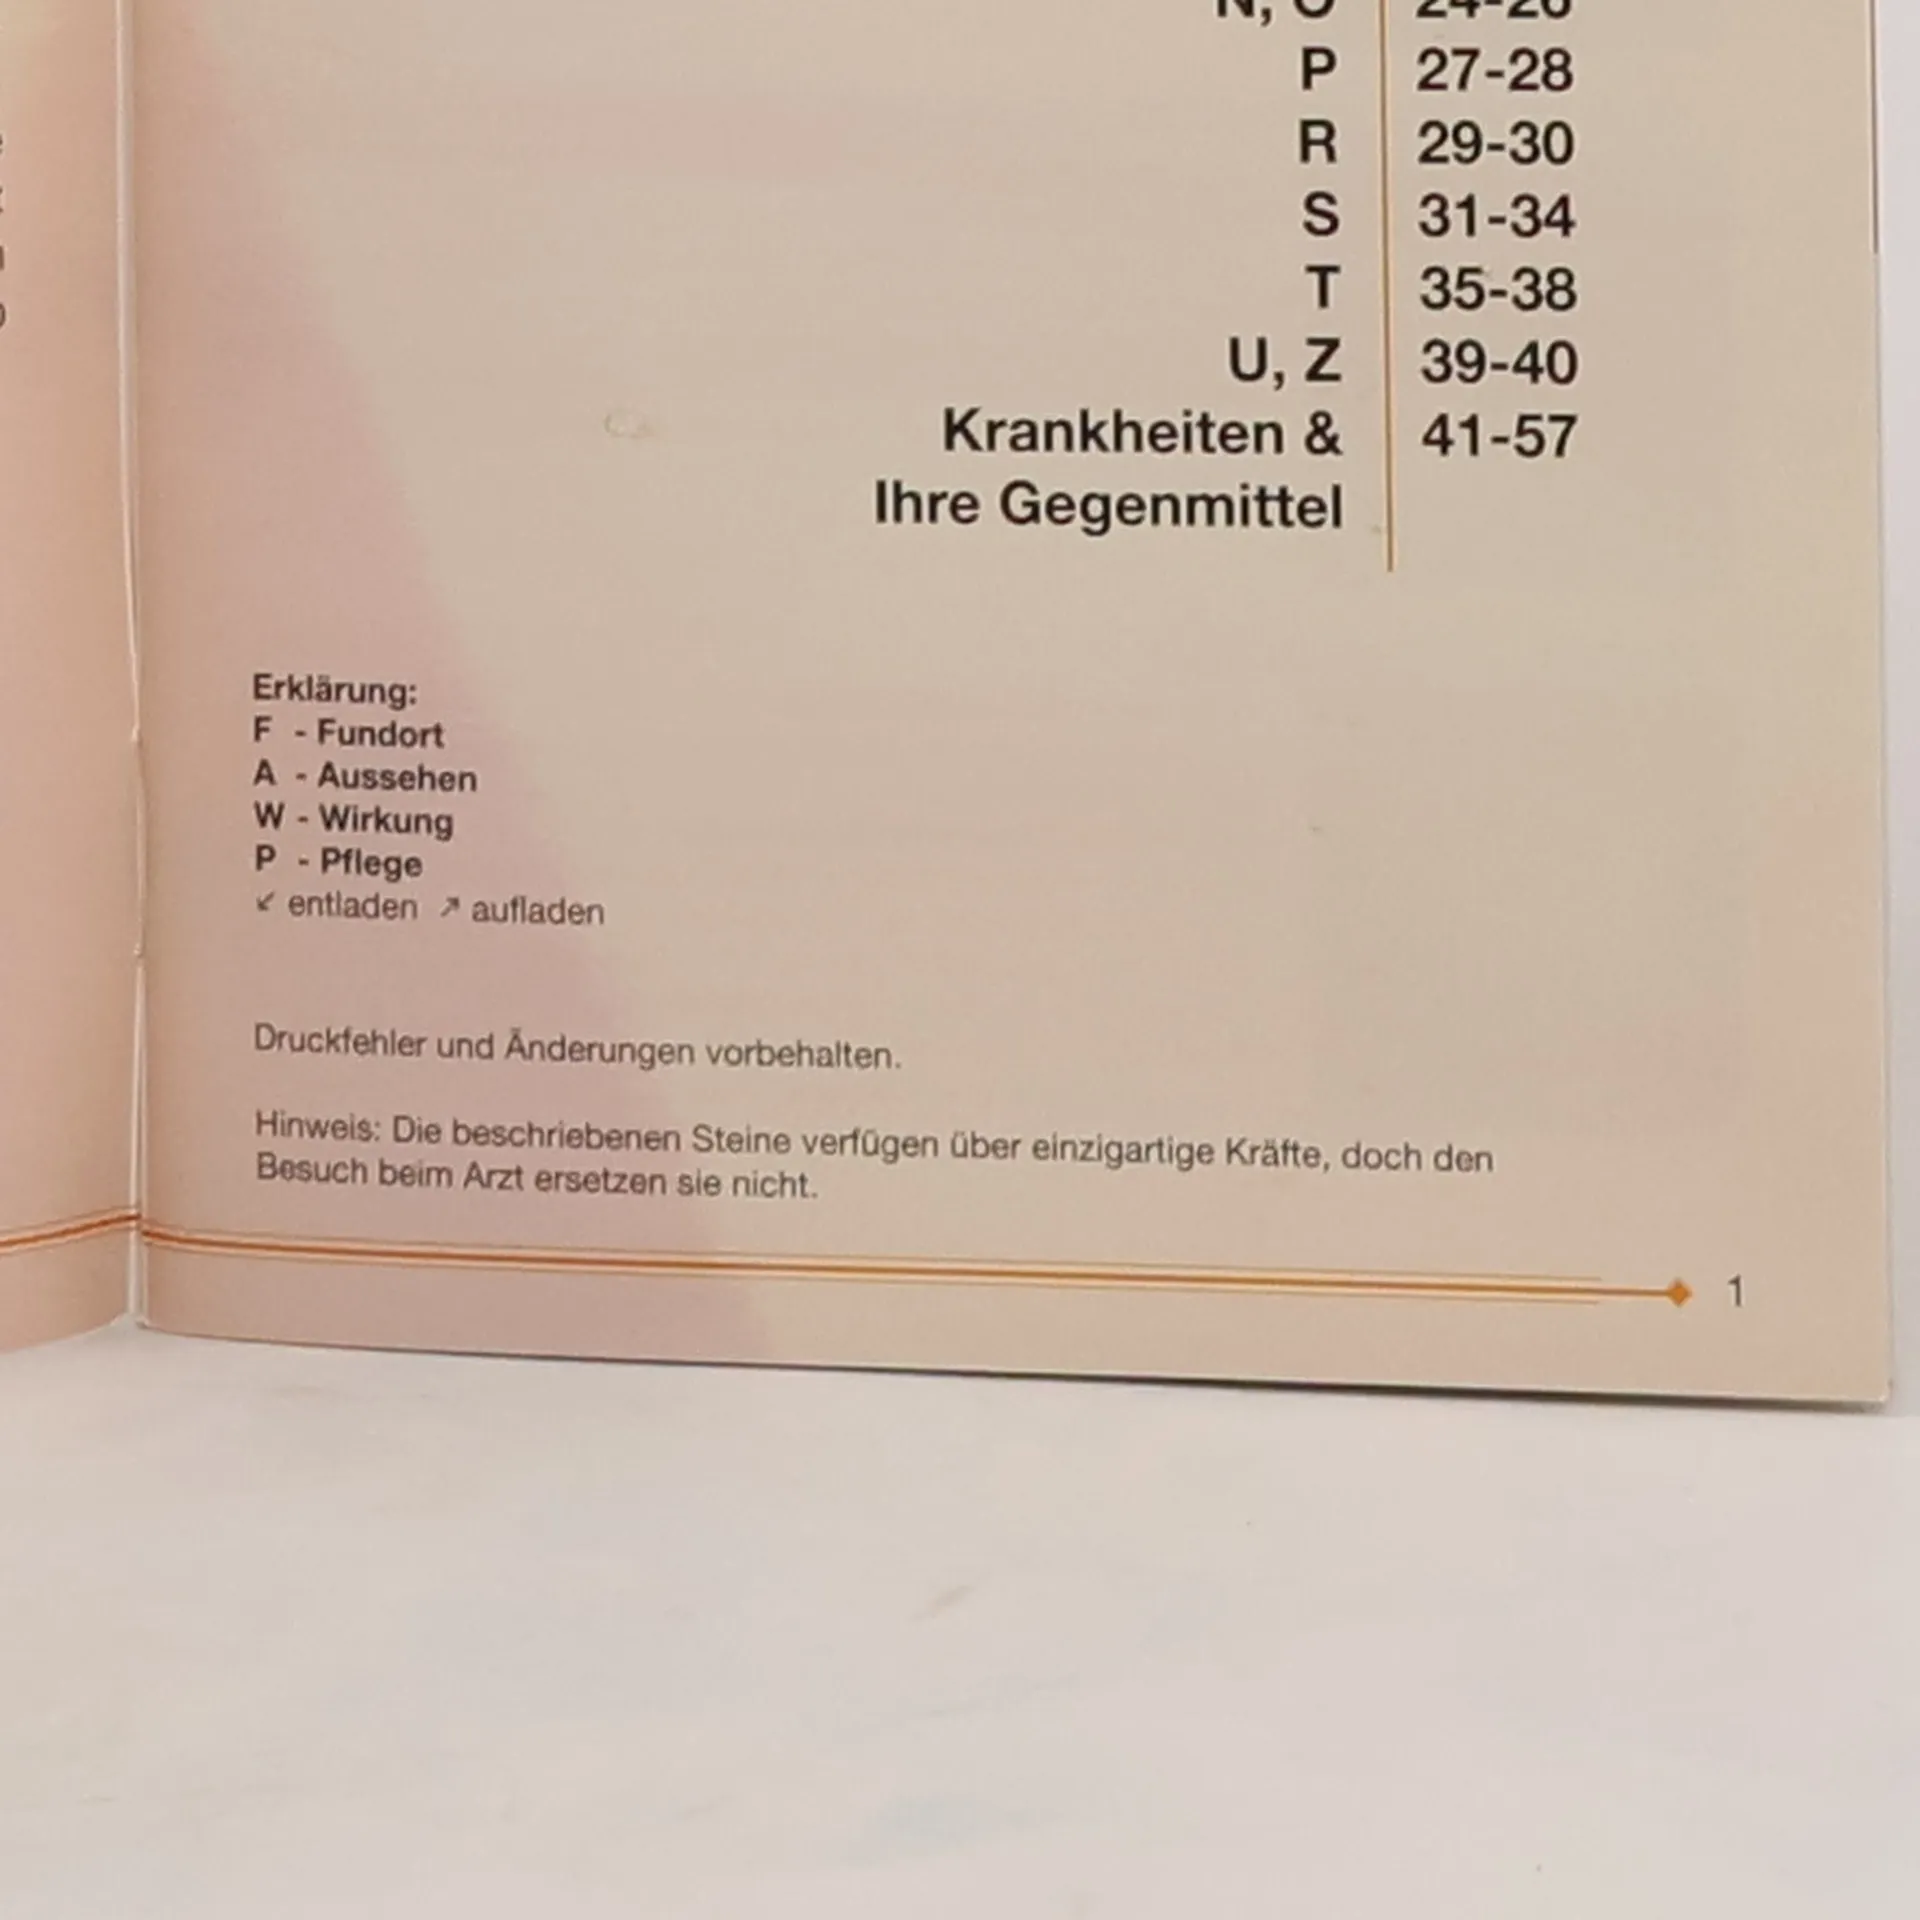 N, O 24-26
P 27-28
R 29-30
S 31-34
T 35-38
U, Z 39-40
Krankheiten & 41-57
Ihre Gegenmittel
Erklärung:
F - Fundort
A - Aussehen
W - Wirkung
P - Pflege
↙ entladen ↗ aufladen
Druckfehler und Änderungen vorbehalten.
Hinweis: Die beschriebenen Steine verfügen über einzigartige Kräfte, doch den
Besuch beim Arzt ersetzen sie nicht.
1